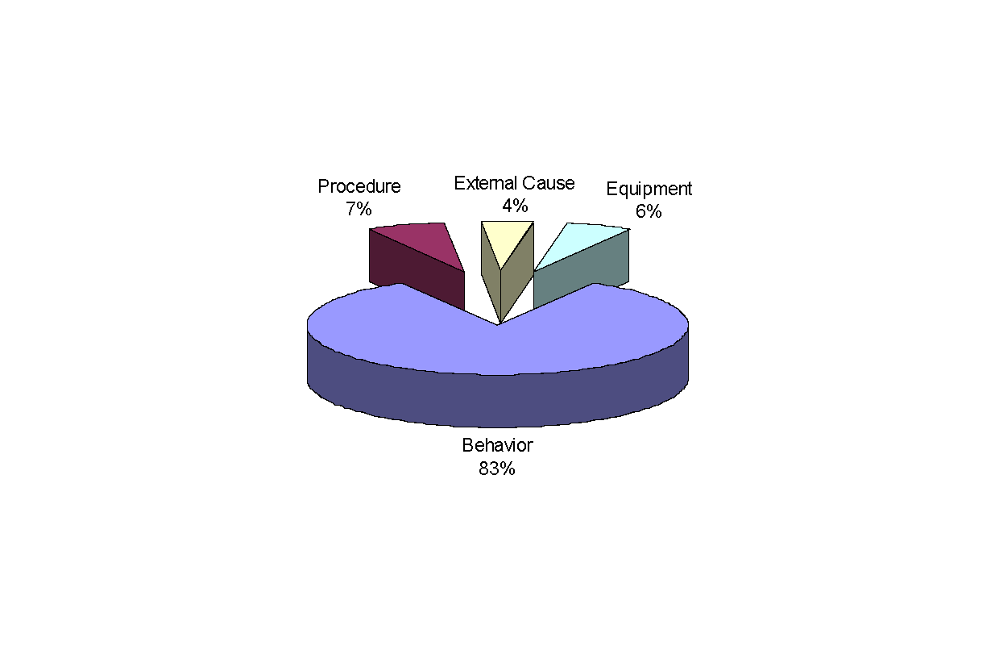 Procedure
7%
External Cause
4%
Equipment
6%
Behavior
83%